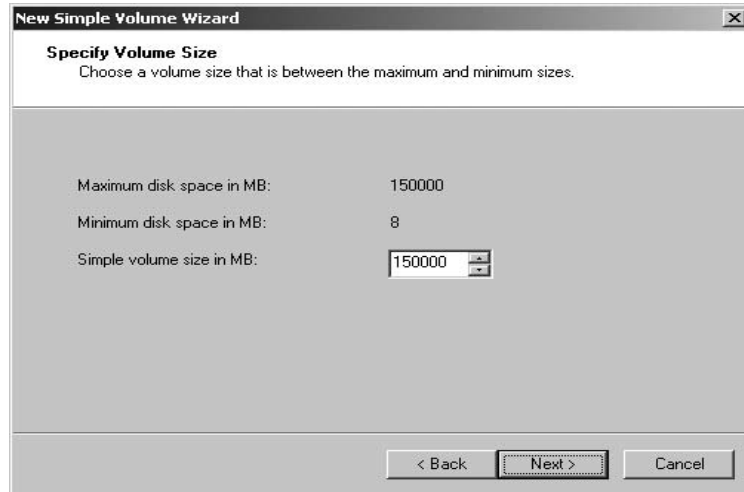 New Simple Volume Wizard
Specify Volume Size
Choose a volume size that is between the maximum and minimum sizes.
Maximum disk space in MB: 150000
Minimum disk space in MB: 8
Simple volume size in MB: 150000
< Back Next > Cancel